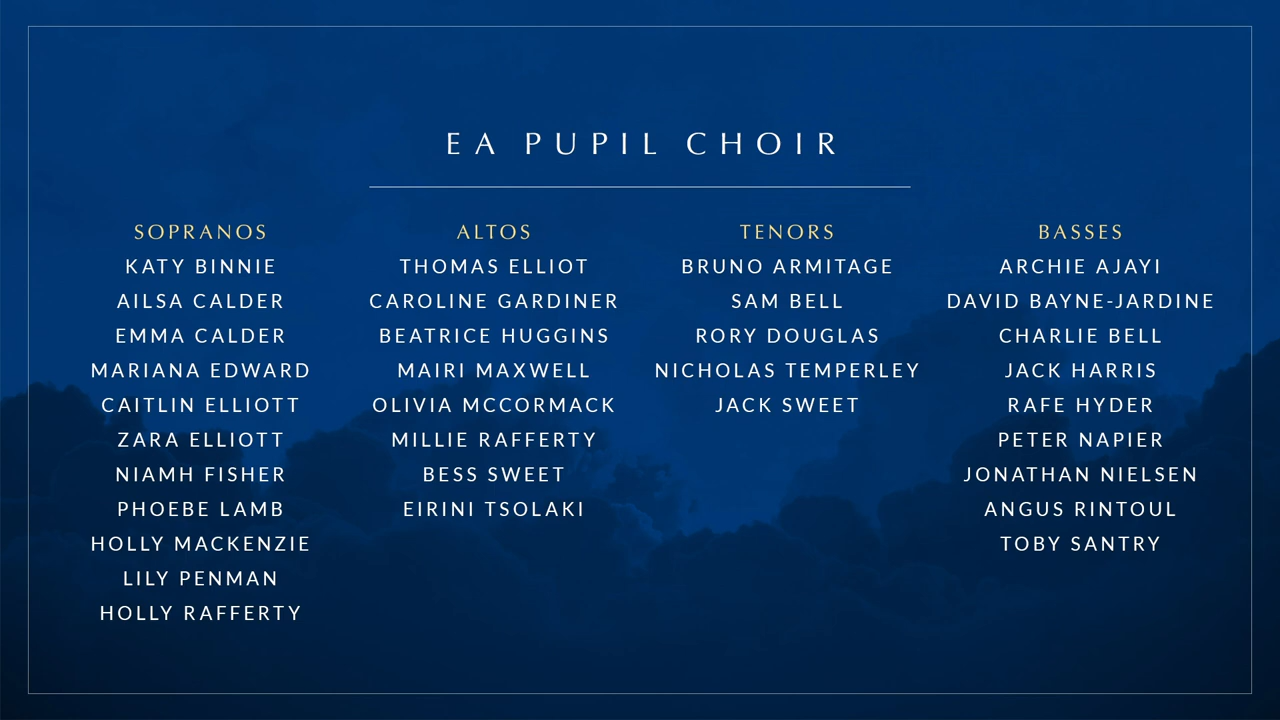 EA PUPIL CHOIR
SOPRANOS
KATY BINNIE
AILSA CALDER
EMMA CALDER
MARIANA EDWARD
CAITLIN ELLIOTT
ZARA ELLIOTT
NIAMH FISHER
PHOEBE LAMB
HOLLY MACKENZIE
LILY PENMAN
HOLLY RAFFERTY
ALTOS
THOMAS ELLIOT
CAROLINE GARDINER
BEATRICE HUGGINS
MAIRI MAXWELL
OLIVIA MCCORMACK
MILLIE RAFFERTY
BESS SWEET
EIRINI TSOLAKI
TENORS
BRUNO ARMITAGE
SAM BELL
RORY DOUGLAS
NICHOLAS TEMPERLEY
JACK SWEET
BASSES
ARCHIE AJAYI
DAVID BAYNE-JARDINE
CHARLIE BELL
JACK HARRIS
RAFE HYDER
PETER NAPIER
JONATHAN NIELSEN
ANGUS RINTOUL
TOBY SANTRY